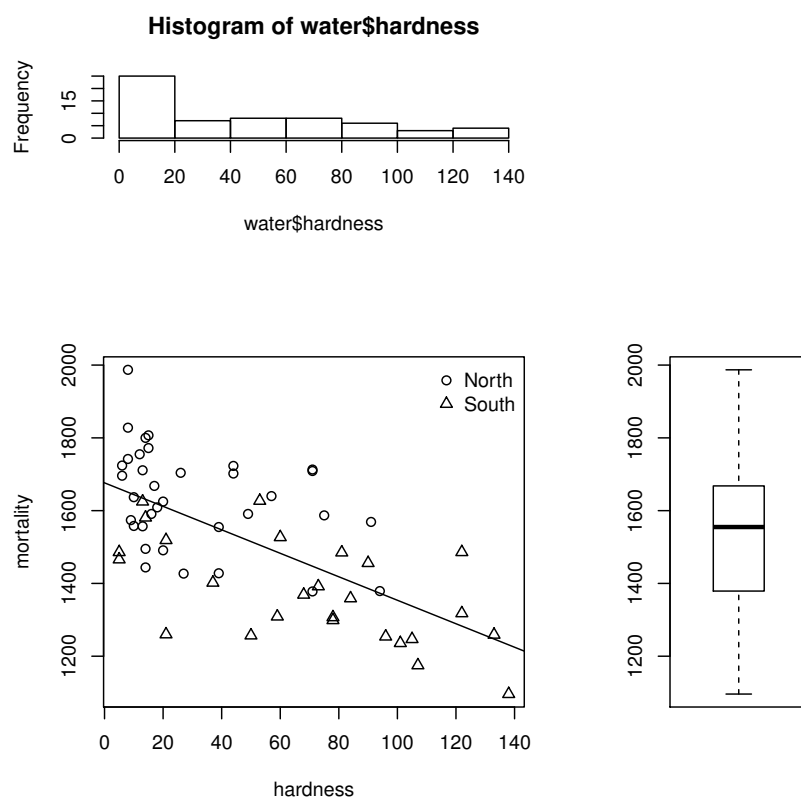 Histogram of water$hardness
Frequency
0 15
0 20 40 60 80 100 120 140
water$hardness
mortality
1200 1400 1600 1800 2000
North
South
0 20 40 60 80 100 120 140
hardness
1200 1400 1600 1800 2000